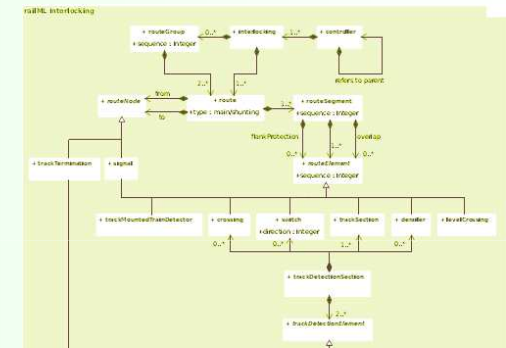 railML Interlocking
+ routeGroup
+sequence : Integer
0..*
+ interlocking
1..*
+ controller
refers to parent
2..*
1..*
+ routeNode
from
to
+ route
+type : main/shunting
1..*
+ routeSegment
+sequence : Integer
flankProtection
overlap
0..*
1..*
0..*
+ routeElement
+sequence : Integer
+ trackTermination
+ signal
+ trackMountedTrainDetector
+ crossing
+ switch
+direction : Integer
+ trackSection
+ derailer
+ levelCrossing
0..*
0..*
1..*
0..*
+ trackDetectionSection
2..*
+ trackDetectionElement